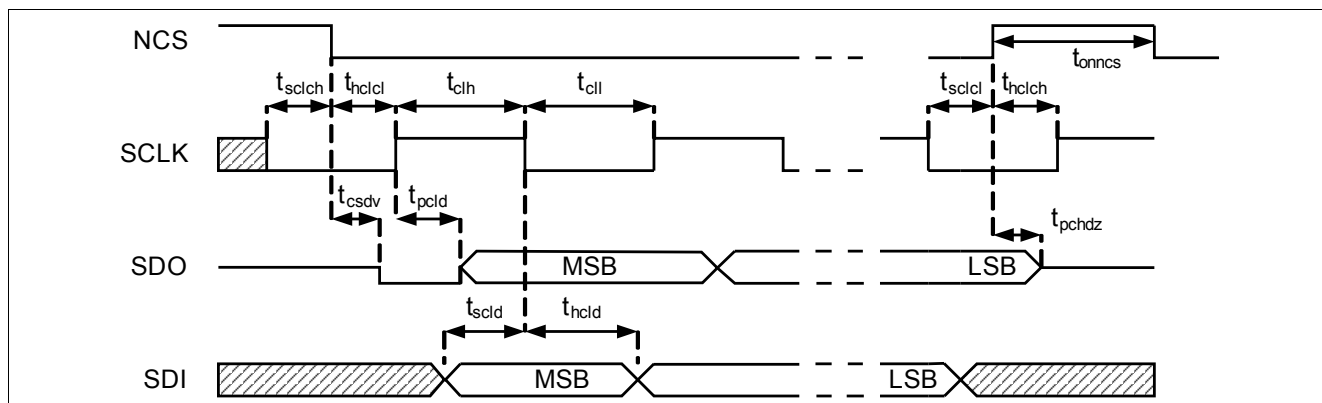 NCS
t_onncs
t_sclch t_hclcl t_clh t_cll t_sclcl t_hclch
SCLK
t_csdv t_pcld t_pchdz
SDO MSB LSB
t_scld t_hcld
SDI MSB LSB